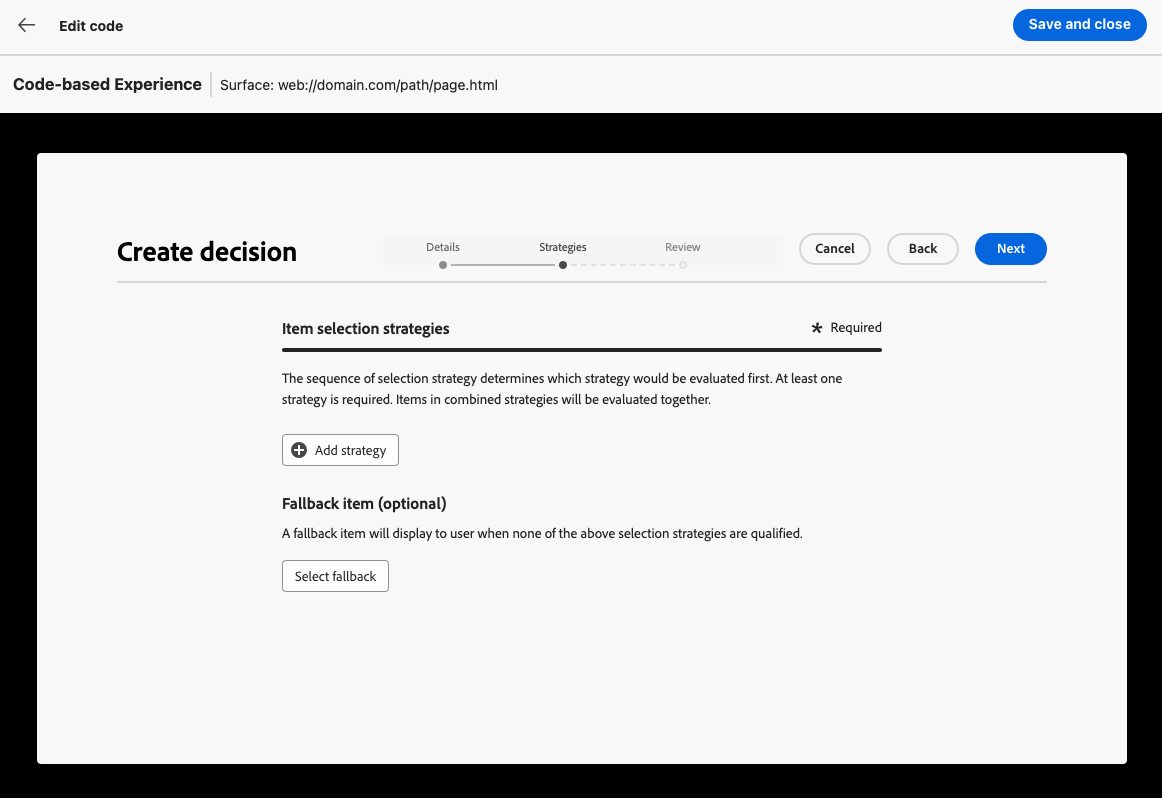 Edit code
Save and close
Code-based Experience
Surface: web://domain.com/path/page.html
Create decision
Details
Strategies
Review
Cancel
Back
Next
Item selection strategies
* Required
The sequence of selection strategy determines which strategy would be evaluated first. At least one
strategy is required. Items in combined strategies will be evaluated together.
Add strategy
Fallback item (optional)
A fallback item will display to user when none of the above selection strategies are qualified.
Select fallback